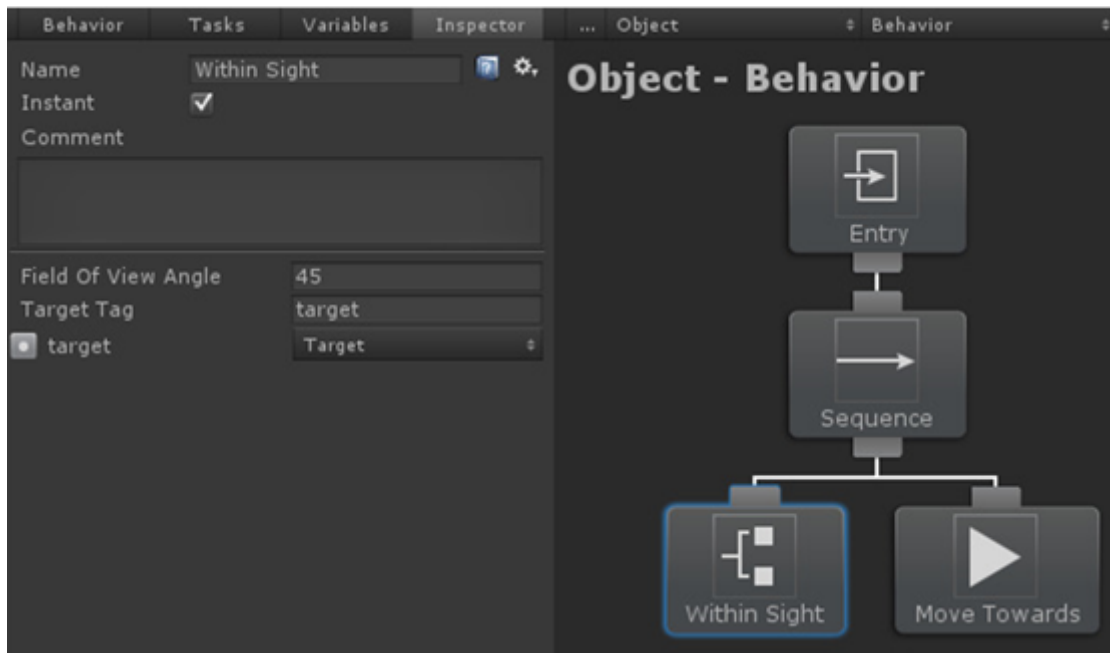 Behavior Tasks Variables Inspector
Name Within Sight
Instant
Comment
Field Of View Angle 45
Target Tag target
target Target
... Object Behavior
Object - Behavior
Entry
Sequence
Within Sight Move Towards